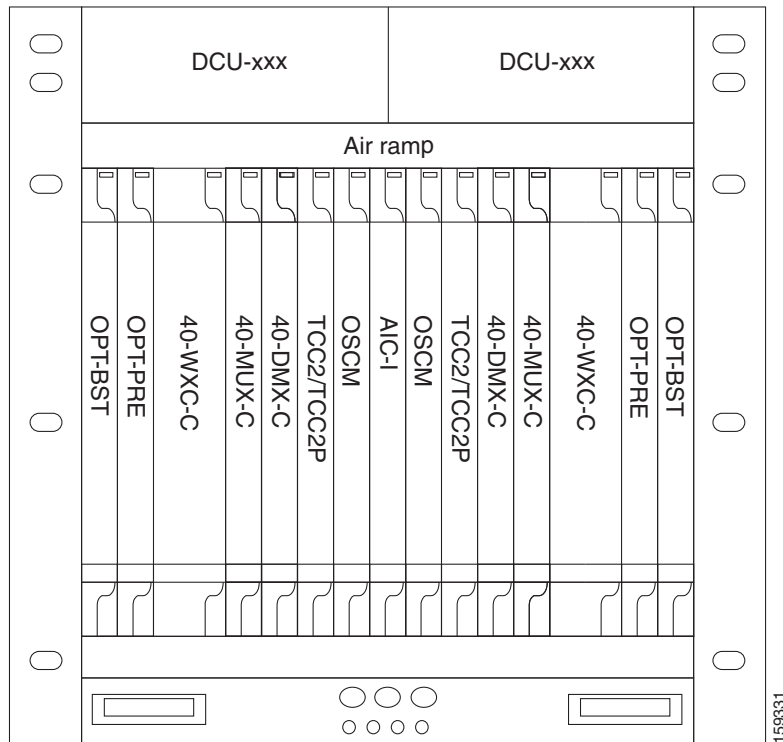 DCU-xxx
DCU-xxx
Air ramp
OPT-BST
OPT-PRE
40-WXC-C
40-MUX-C
40-DMX-C
TCC2/TCC2P
OSCM
AIC-I
OSCM
TCC2/TCC2P
40-DMX-C
40-MUX-C
40-WXC-C
OPT-PRE
OPT-BST
159331